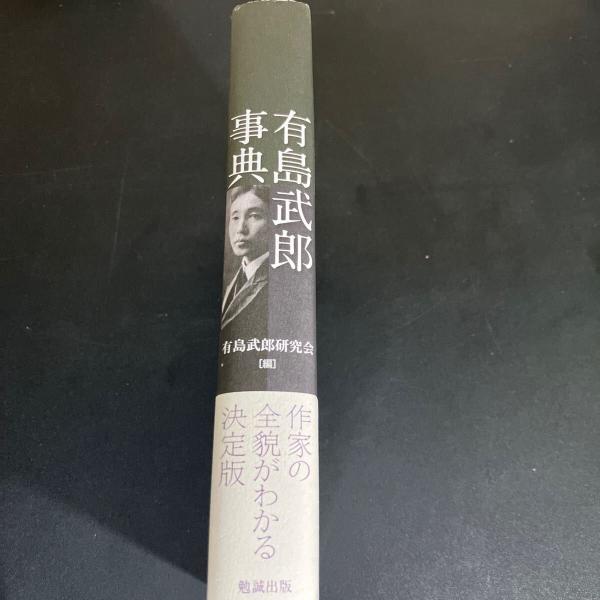 有島武郎
事典
有島武郎研究会
[編]
作家の
全貌がわかる
決定版
勉誠出版